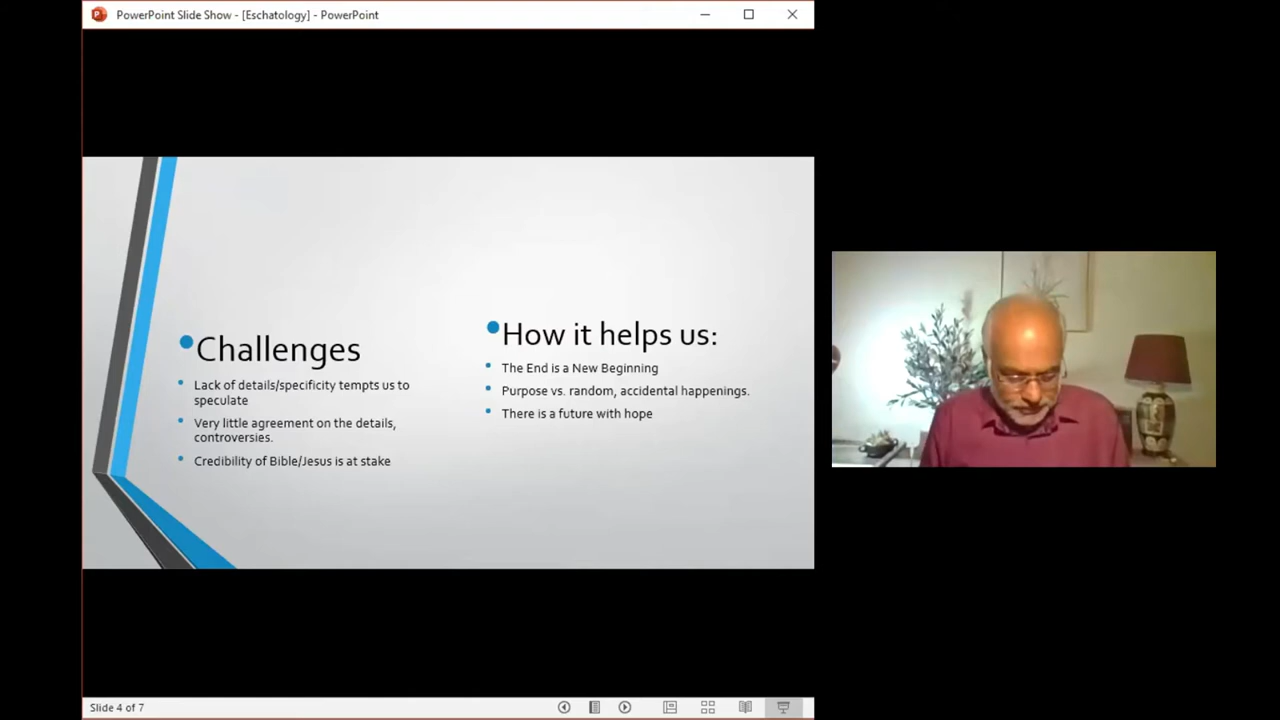 PowerPoint Slide Show - [Eschatology] - PowerPoint
Challenges
Lack of details/specificity tempts us to
speculate
Very little agreement on the details,
controversies.
Credibility of Bible/Jesus is at stake
How it helps us:
The End is a New Beginning
Purpose vs. random, accidental happenings.
There is a future with hope
Slide 4 of 7